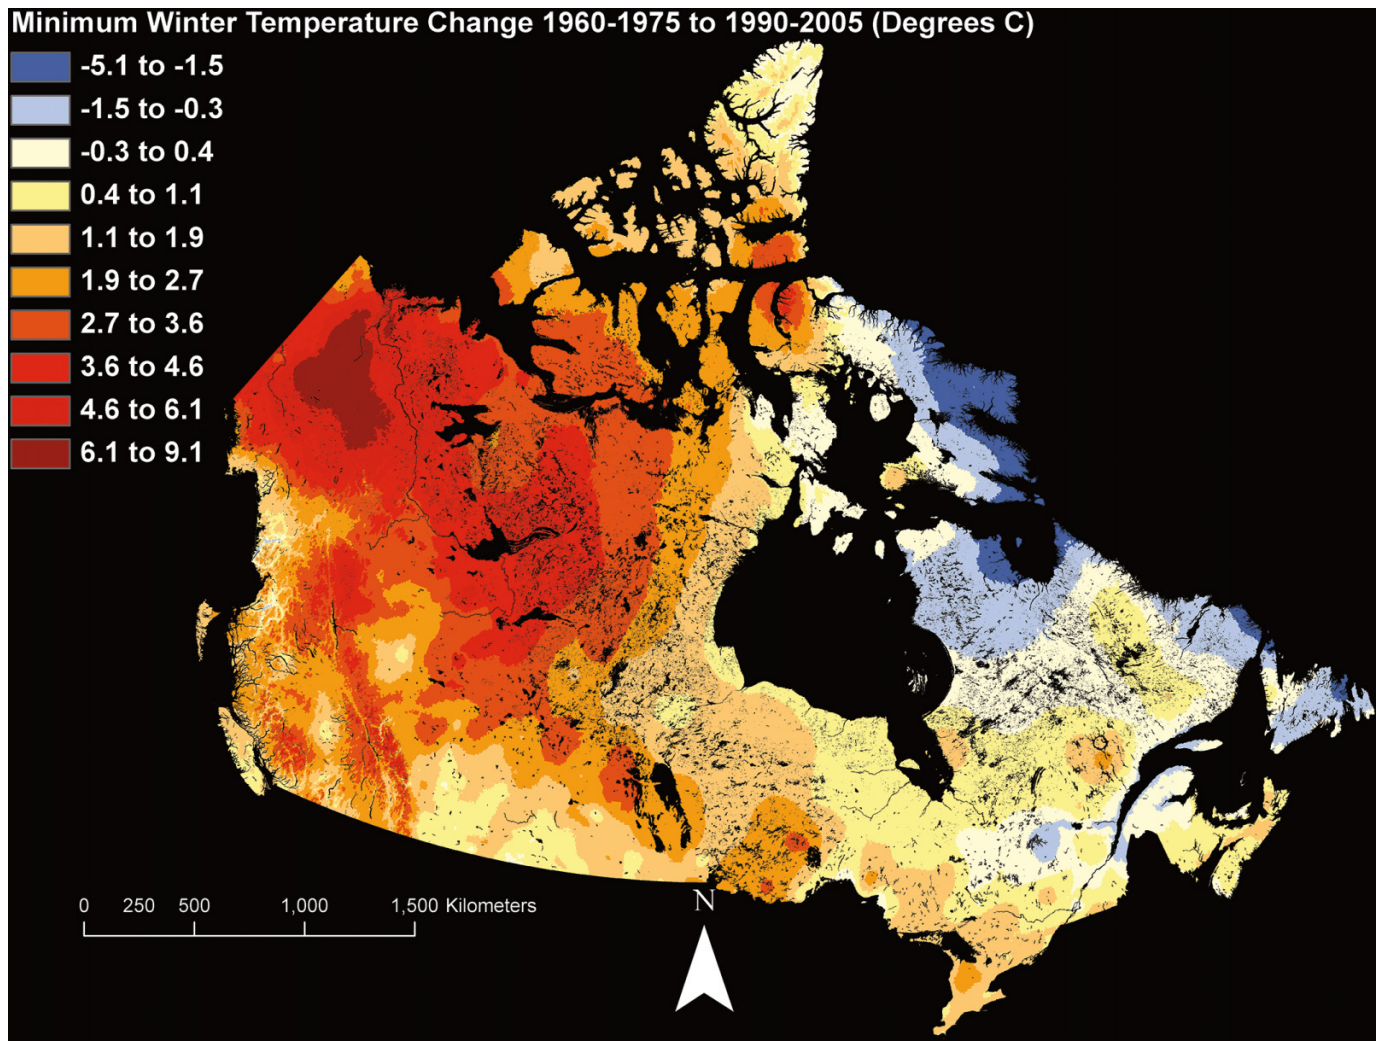 Minimum Winter Temperature Change 1960-1975 to 1990-2005 (Degrees C)
-5.1 to -1.5
-1.5 to -0.3
-0.3 to 0.4
0.4 to 1.1
1.1 to 1.9
1.9 to 2.7
2.7 to 3.6
3.6 to 4.6
4.6 to 6.1
6.1 to 9.1
N
0 250 500 1,000 1,500 Kilometers